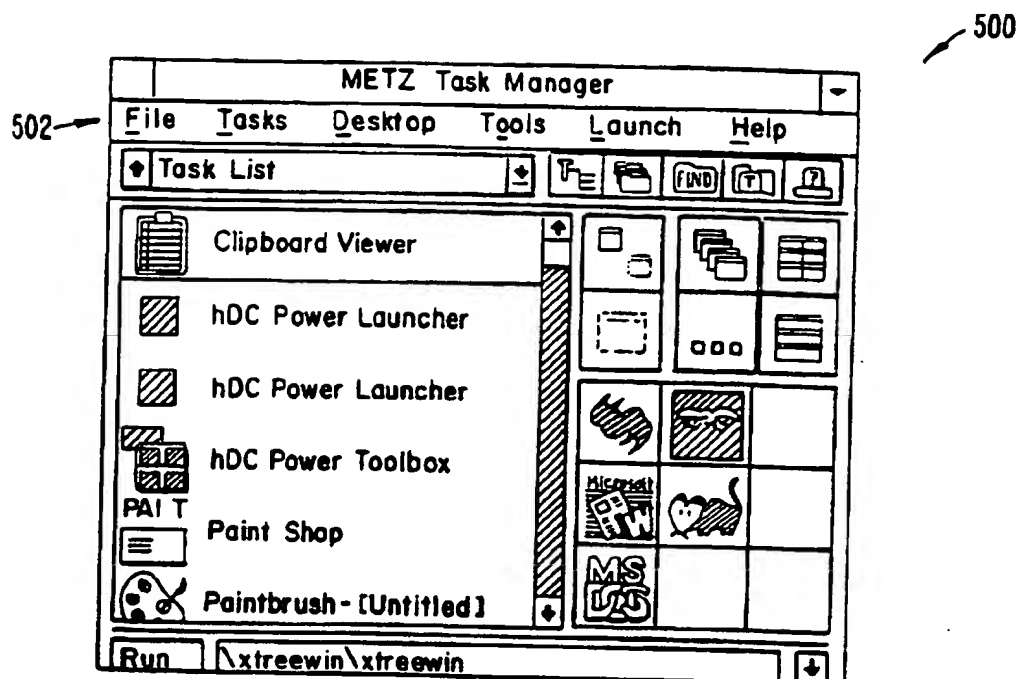 500
METZ Task Manager
502
File Tasks Desktop Tools Launch Help
Task List
FIND
T
?
Clipboard Viewer
hDC Power Launcher
hDC Power Launcher
hDC Power Toolbox
PAI T
Paint Shop
Microsoft
W
MS
DOS
Paintbrush-[Untitled]
Run \xtreewin\xtreewin